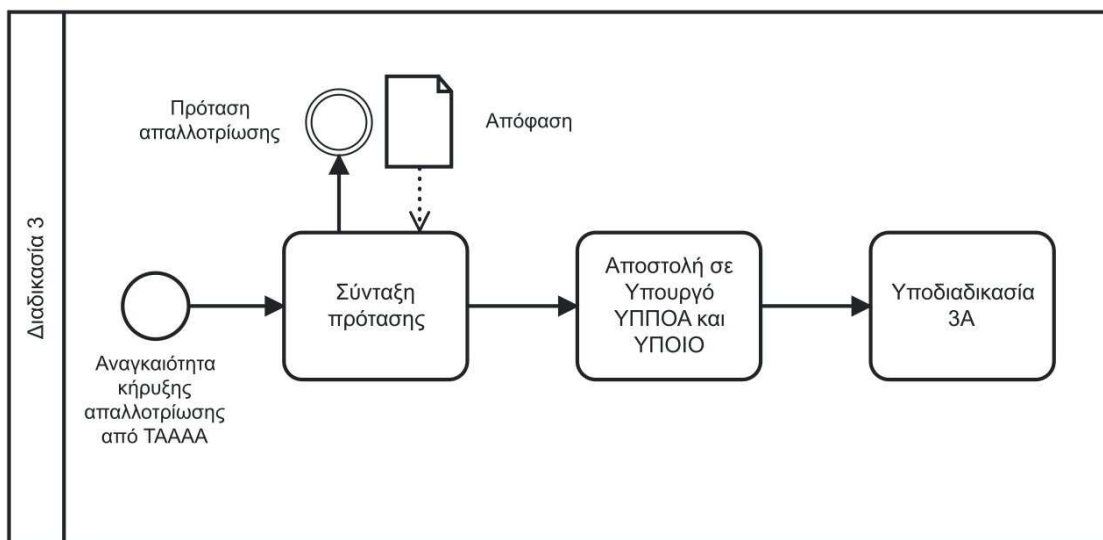 Διαδικασία 3
Πρόταση
απαλλοτρίωσης
Απόφαση
Αναγκαιότητα
κήρυξης
απαλλοτρίωσης
από ΤΑΑΑΑ
Σύνταξη
πρότασης
Αποστολή σε
Υπουργό
ΥΠΠΟΑ και
ΥΠΟΙΟ
Υποδιαδικασία
3Α